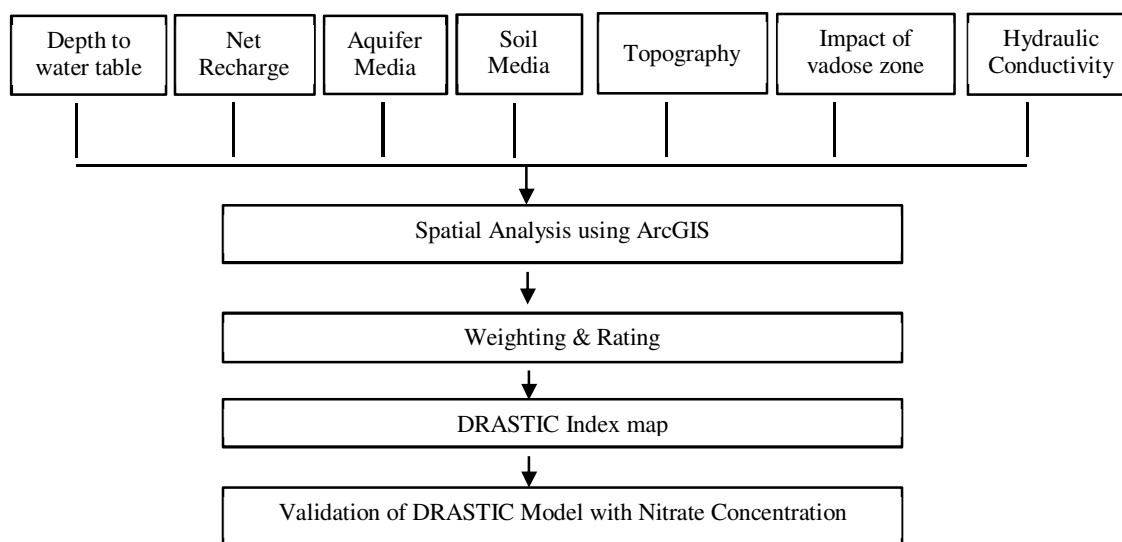 Depth to
water table
Net
Recharge
Aquifer
Media
Soil
Media
Topography
Impact of
vadose zone
Hydraulic
Conductivity
Spatial Analysis using ArcGIS
Weighting & Rating
DRASTIC Index map
Validation of DRASTIC Model with Nitrate Concentration